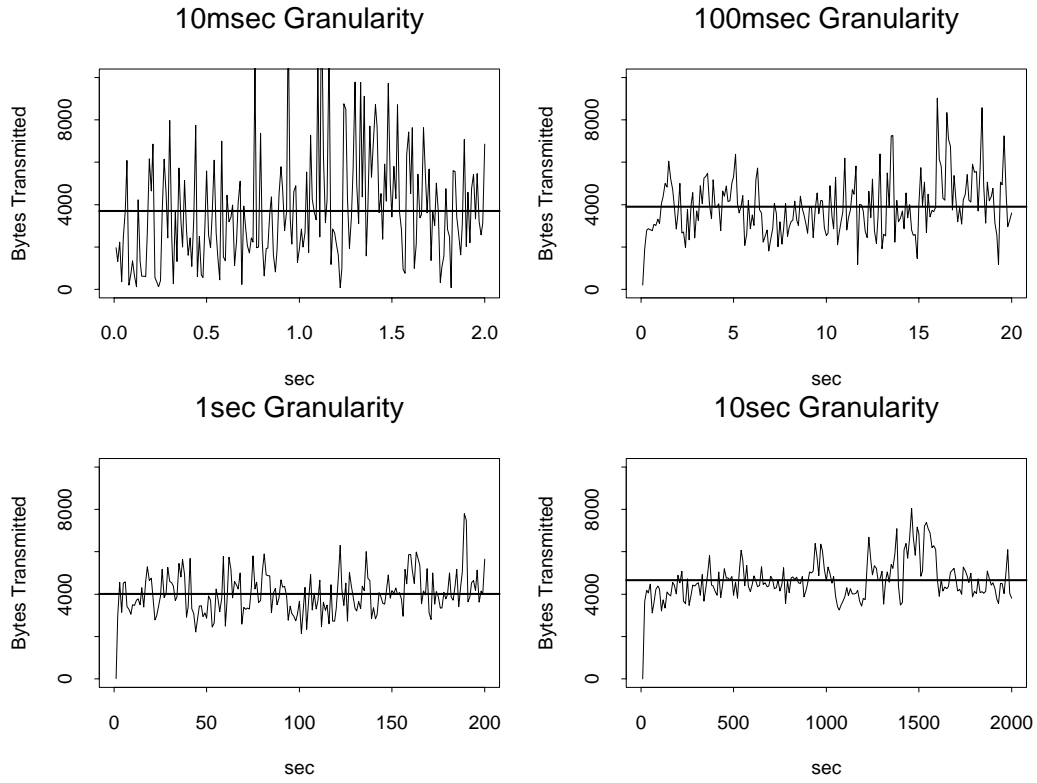 10msec Granularity
Bytes Transmitted
8000
4000
0
0.0 0.5 1.0 1.5 2.0
sec
100msec Granularity
Bytes Transmitted
8000
4000
0
0 5 10 15 20
sec
1sec Granularity
Bytes Transmitted
8000
4000
0
0 50 100 150 200
sec
10sec Granularity
Bytes Transmitted
8000
4000
0
0 500 1000 1500 2000
sec